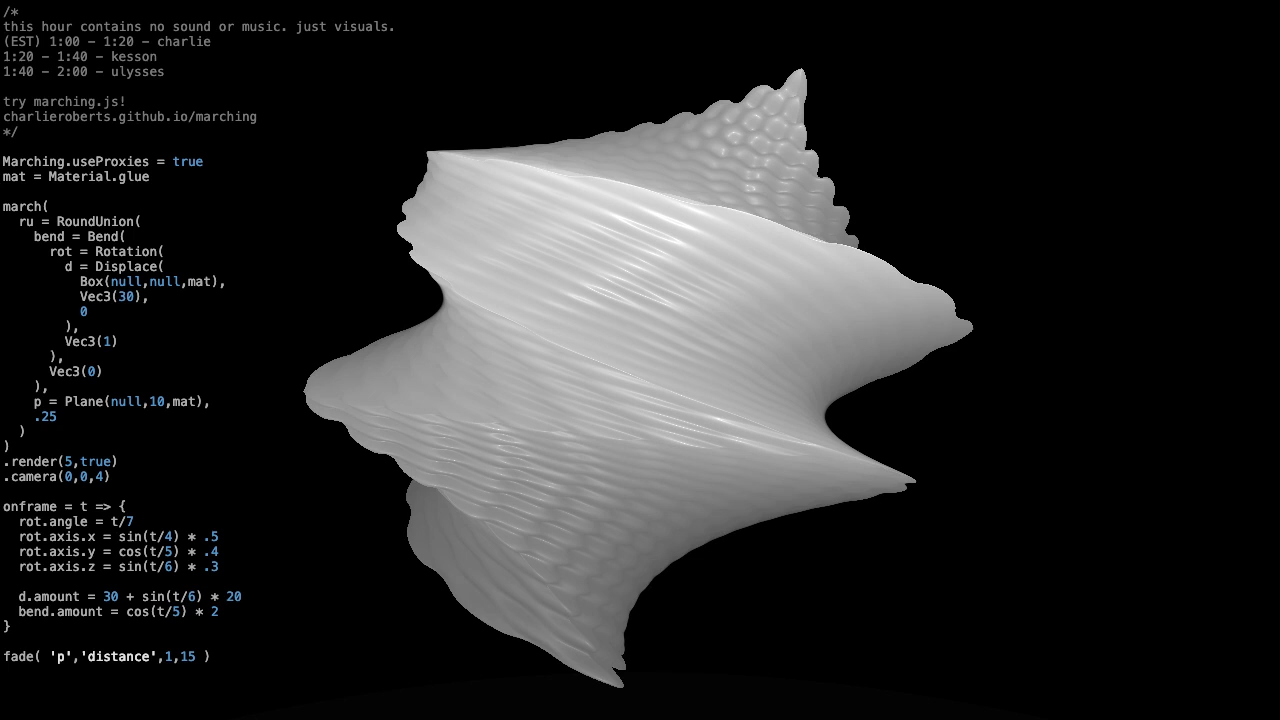 /*
this hour contains no sound or music. just visuals.
(EST) 1:00 - 1:20 - charlie
1:20 - 1:40 - kesson
1:40 - 2:00 - ulysses

try marching.js!
charlieroberts.github.io/marching
*/

Marching.useProxies = true
mat = Material.glue

march(
  ru = RoundUnion(
    bend = Bend(
      rot = Rotation(
        d = Displace(
          Box(null,null,mat),
          Vec3(30),
          0
        ),
        Vec3(1)
      ),
      Vec3(0)
    ),
    p = Plane(null,10,mat),
    .25
  )
)
.render(5,true)
.camera(0,0,4)

onframe = t => {
  rot.angle = t/7
  rot.axis.x = sin(t/4) * .5
  rot.axis.y = cos(t/5) * .4
  rot.axis.z = sin(t/6) * .3

  d.amount = 30 + sin(t/6) * 20
  bend.amount = cos(t/5) * 2
}

fade( 'p','distance',1,15 )